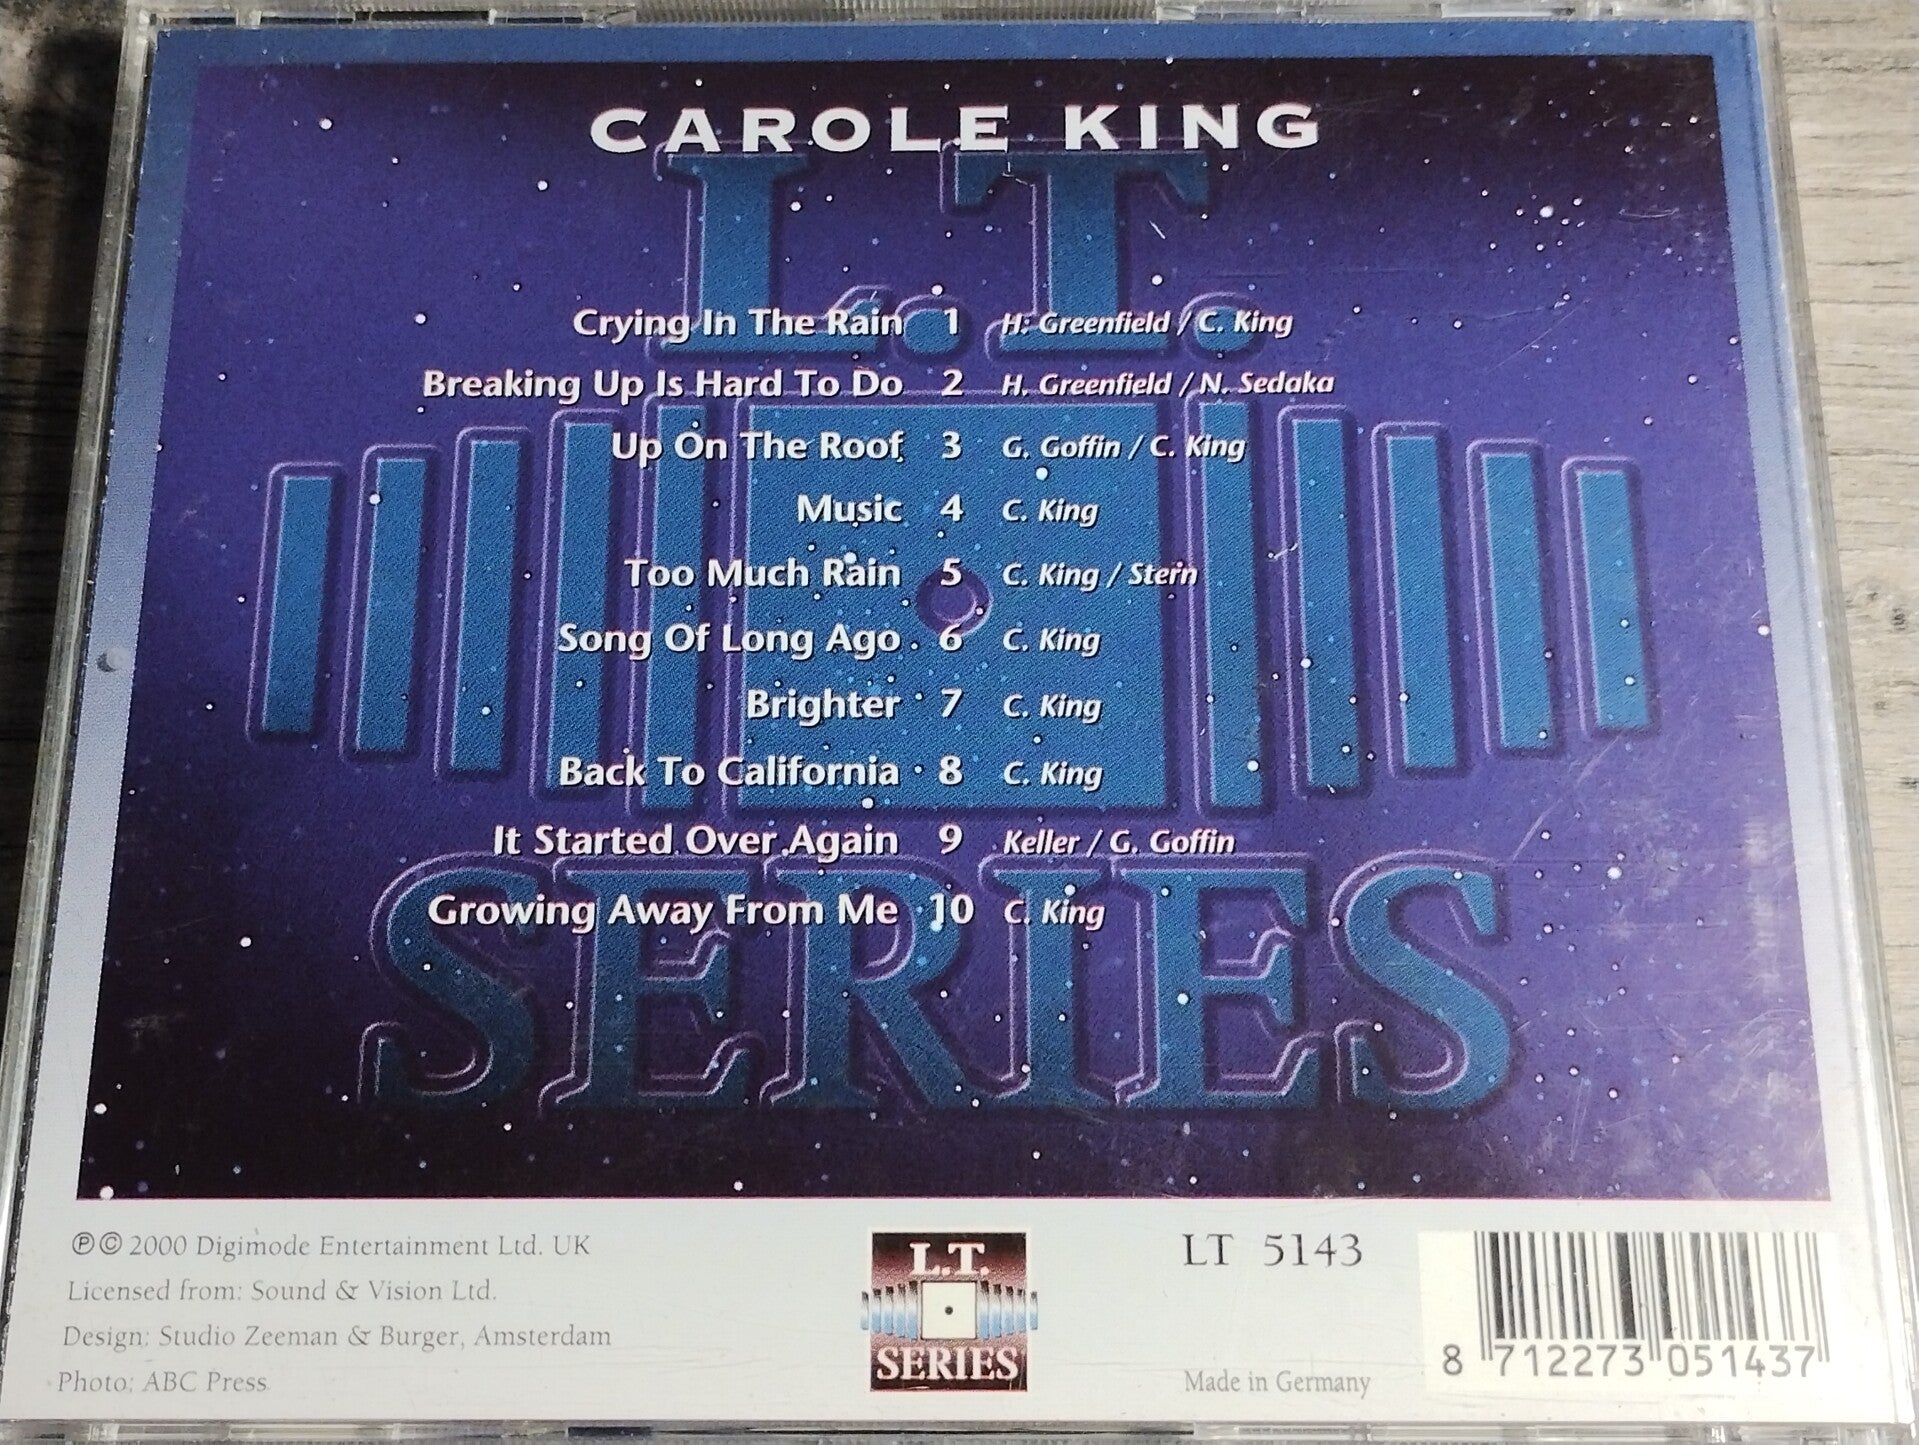 CAROLE KING
L.T.
Crying In The Rain 1 H. Greenfield / C. King
Breaking Up Is Hard To Do 2 H. Greenfield / N. Sedaka
Up On The Roof 3 G. Goffin / C. King
Music 4 C. King
Too Much Rain 5 C. King / Stern
Song Of Long Ago 6 C. King
Brighter 7 C. King
Back To California 8 C. King
It Started Over Again 9 Keller / G. Goffin
Growing Away From Me 10 C. King
SERIES
℗© 2000 Digimode Entertainment Ltd. UK
Licensed from: Sound & Vision Ltd.
Design: Studio Zeeman & Burger, Amsterdam
Photo: ABC Press
L.T.
SERIES
LT 5143
Made in Germany
8 712273 051437